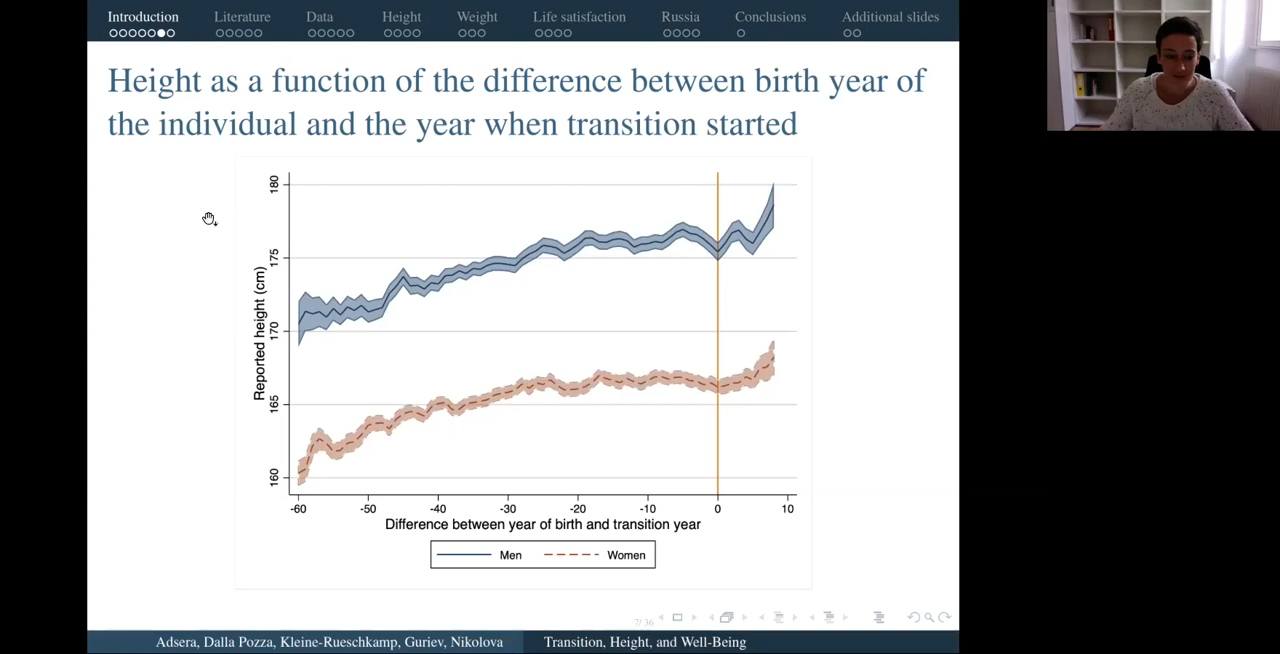 Introduction Literature Data Height Weight Life satisfaction Russia Conclusions Additional slides
Height as a function of the difference between birth year of
the individual and the year when transition started
180
175
170
165
160
Reported height (cm)
-60 -50 -40 -30 -20 -10 0 10
Difference between year of birth and transition year
Men Women
7/ 36
Adsera, Dalla Pozza, Kleine-Rueschkamp, Guriev, Nikolova Transition, Height, and Well-Being